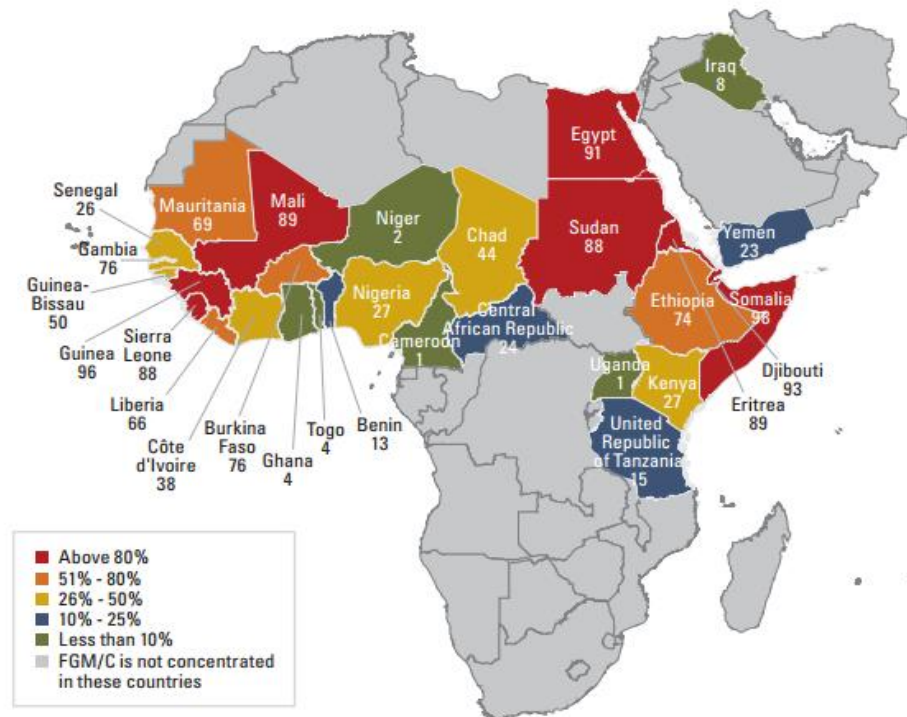 Iraq
8
Egypt
91
Senegal
26
Mauritania
69
Mali
89
Niger
2
Chad
44
Sudan
88
Yemen
23
Gambia
76
Guinea-
Bissau
50
Nigeria
27
Ethiopia
74
Somalia
98
Guinea
96
Sierra
Leone
88
Cameroon
1
Central
African Republic
24
Uganda
1
Kenya
27
Djibouti
93
Eritrea
89
Liberia
66
Côte
d'Ivoire
38
Burkina
Faso
76
Ghana
4
Togo
4
Benin
13
United
Republic
of Tanzania
15
Above 80%
51% - 80%
26% - 50%
10% - 25%
Less than 10%
FGM/C is not concentrated
in these countries